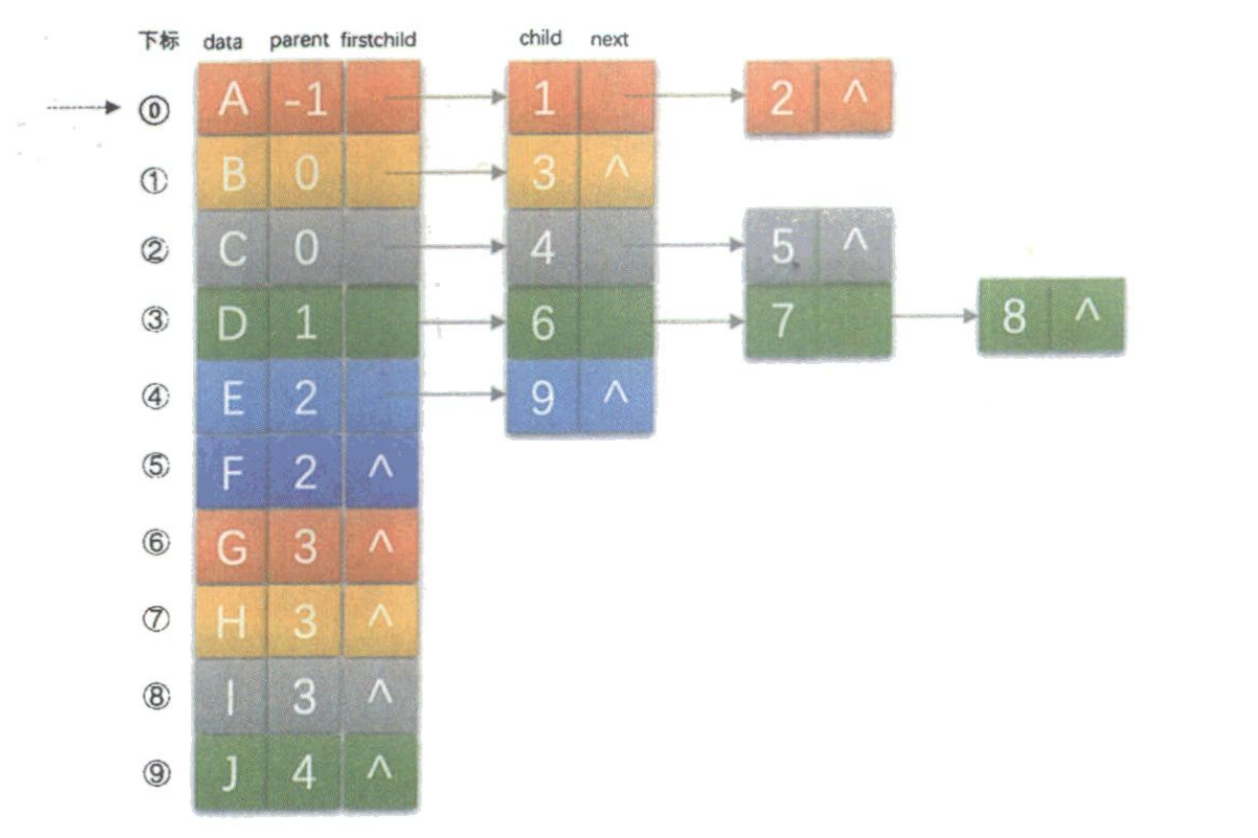 下标 data parent firstchild child next
⓪ A -1 1 2 ^
① B 0 3 ^
② C 0 4 5 ^
③ D 1 6 7 8 ^
④ E 2 9 ^
⑤ F 2 ^
⑥ G 3 ^
⑦ H 3 ^
⑧ I 3 ^
⑨ J 4 ^